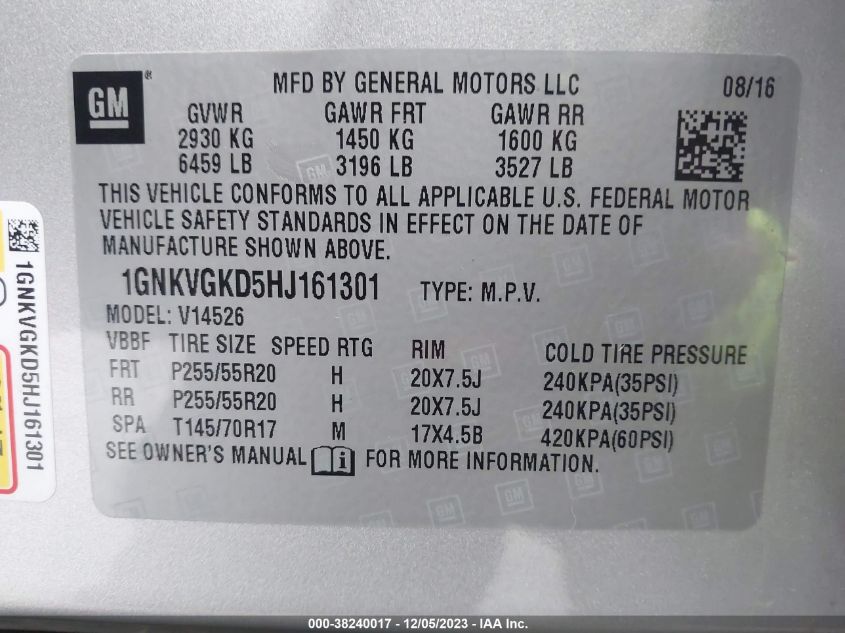 GM®
MFD BY GENERAL MOTORS LLC 08/16
GVWR GAWR FRT GAWR RR
2930 KG 1450 KG 1600 KG
6459 LB 3196 LB 3527 LB
THIS VEHICLE CONFORMS TO ALL APPLICABLE U.S. FEDERAL MOTOR
VEHICLE SAFETY STANDARDS IN EFFECT ON THE DATE OF
MANUFACTURE SHOWN ABOVE.
1GNKVGKD5HJ161301 TYPE: M.P.V.
MODEL: V14526
VBBF TIRE SIZE SPEED RTG RIM COLD TIRE PRESSURE
FRT P255/55R20 H 20X7.5J 240KPA(35PSI)
RR P255/55R20 H 20X7.5J 240KPA(35PSI)
SPA T145/70R17 M 17X4.5B 420KPA(60PSI)
SEE OWNER'S MANUAL i FOR MORE INFORMATION.
1GNKVGKD5HJ161301
000-38240017 - 12/05/2023 - IAA Inc.